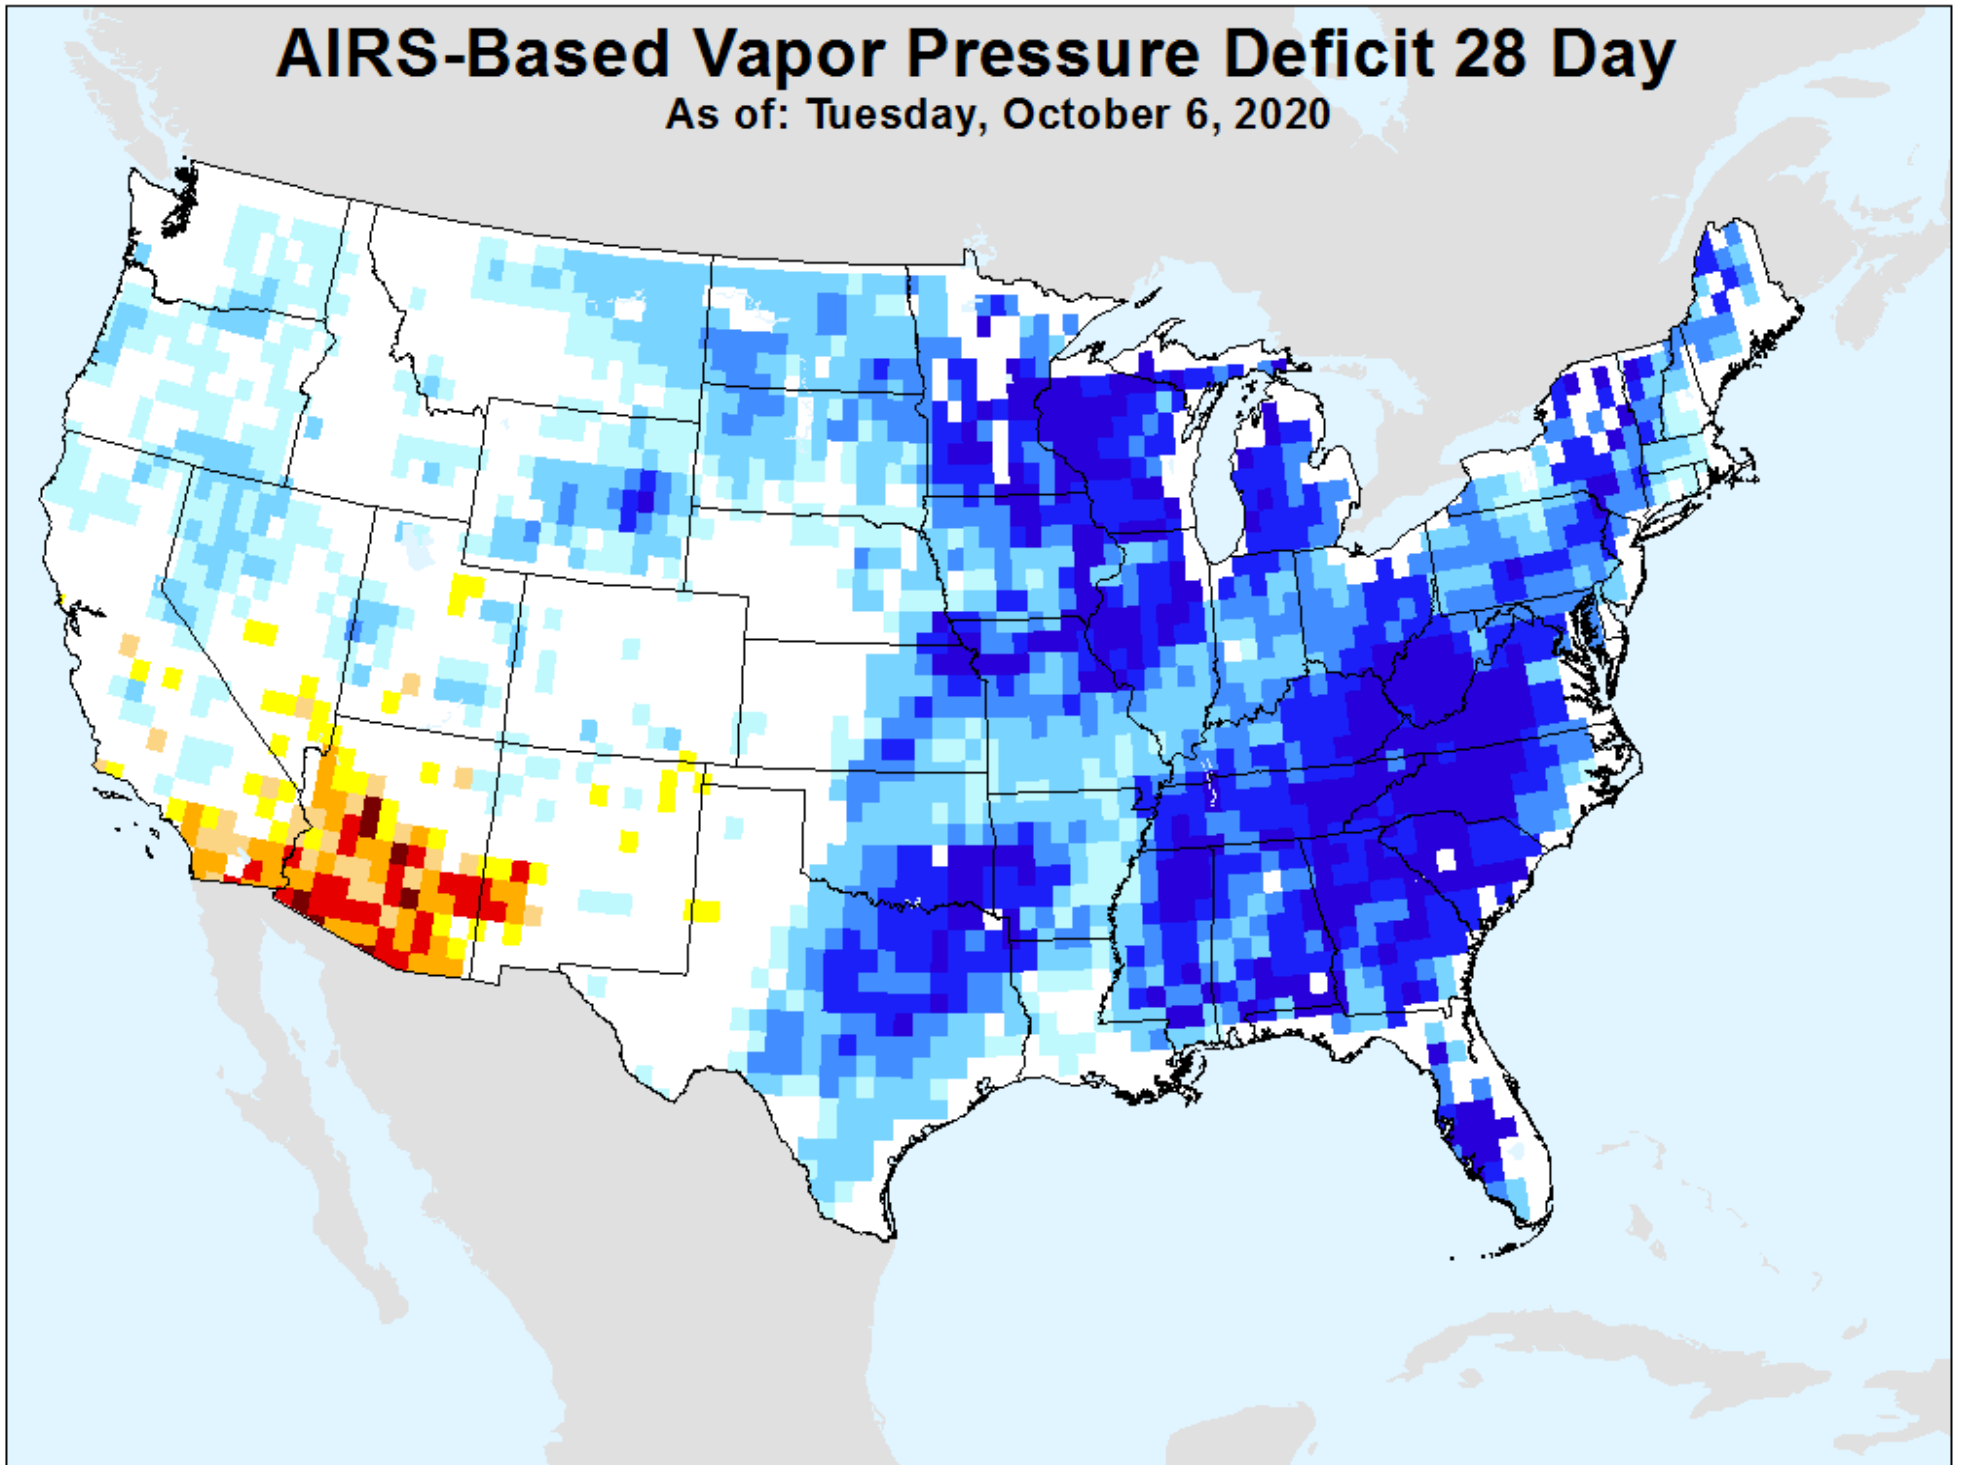 AIRS-Based Vapor Pressure Deficit 28 Day
As of: Tuesday, October 6, 2020